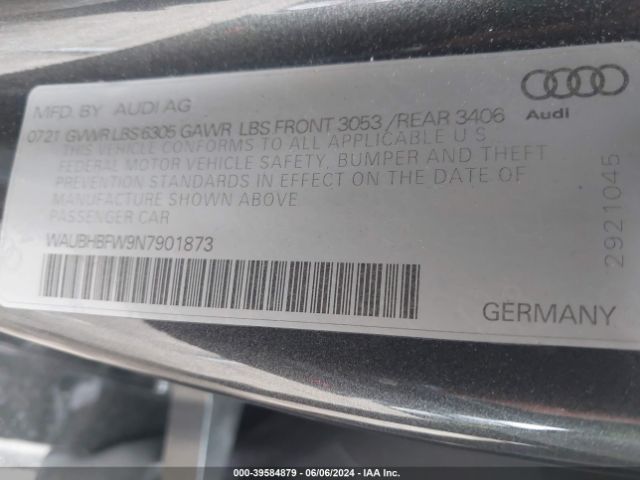 MFD. BY AUDI AG
0721 GVWR LBS 6305 GAWR LBS FRONT 3053 / REAR 3406
THIS VEHICLE CONFORMS TO ALL APPLICABLE U S
FEDERAL MOTOR VEHICLE SAFETY, BUMPER AND THEFT
PREVENTION STANDARDS IN EFFECT ON THE DATE OF
MANUFACTURE SHOWN ABOVE
PASSENGER CAR
WAUBHBFW9N7901873
Audi
2921045
GERMANY
000-39584879 | 06/06/2024 - IAA Inc.